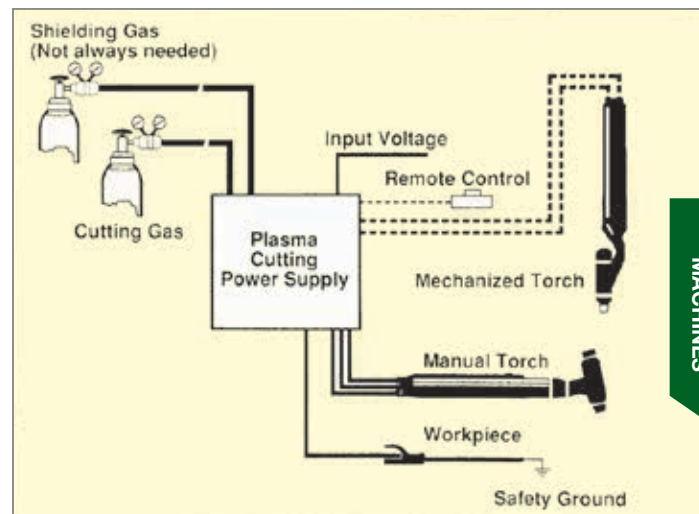 Shielding Gas
(Not always needed)
Input Voltage
Remote Control
Cutting Gas
Plasma
Cutting
Power Supply
Mechanized Torch
MACHINES
Manual Torch
Workpiece
Safety Ground